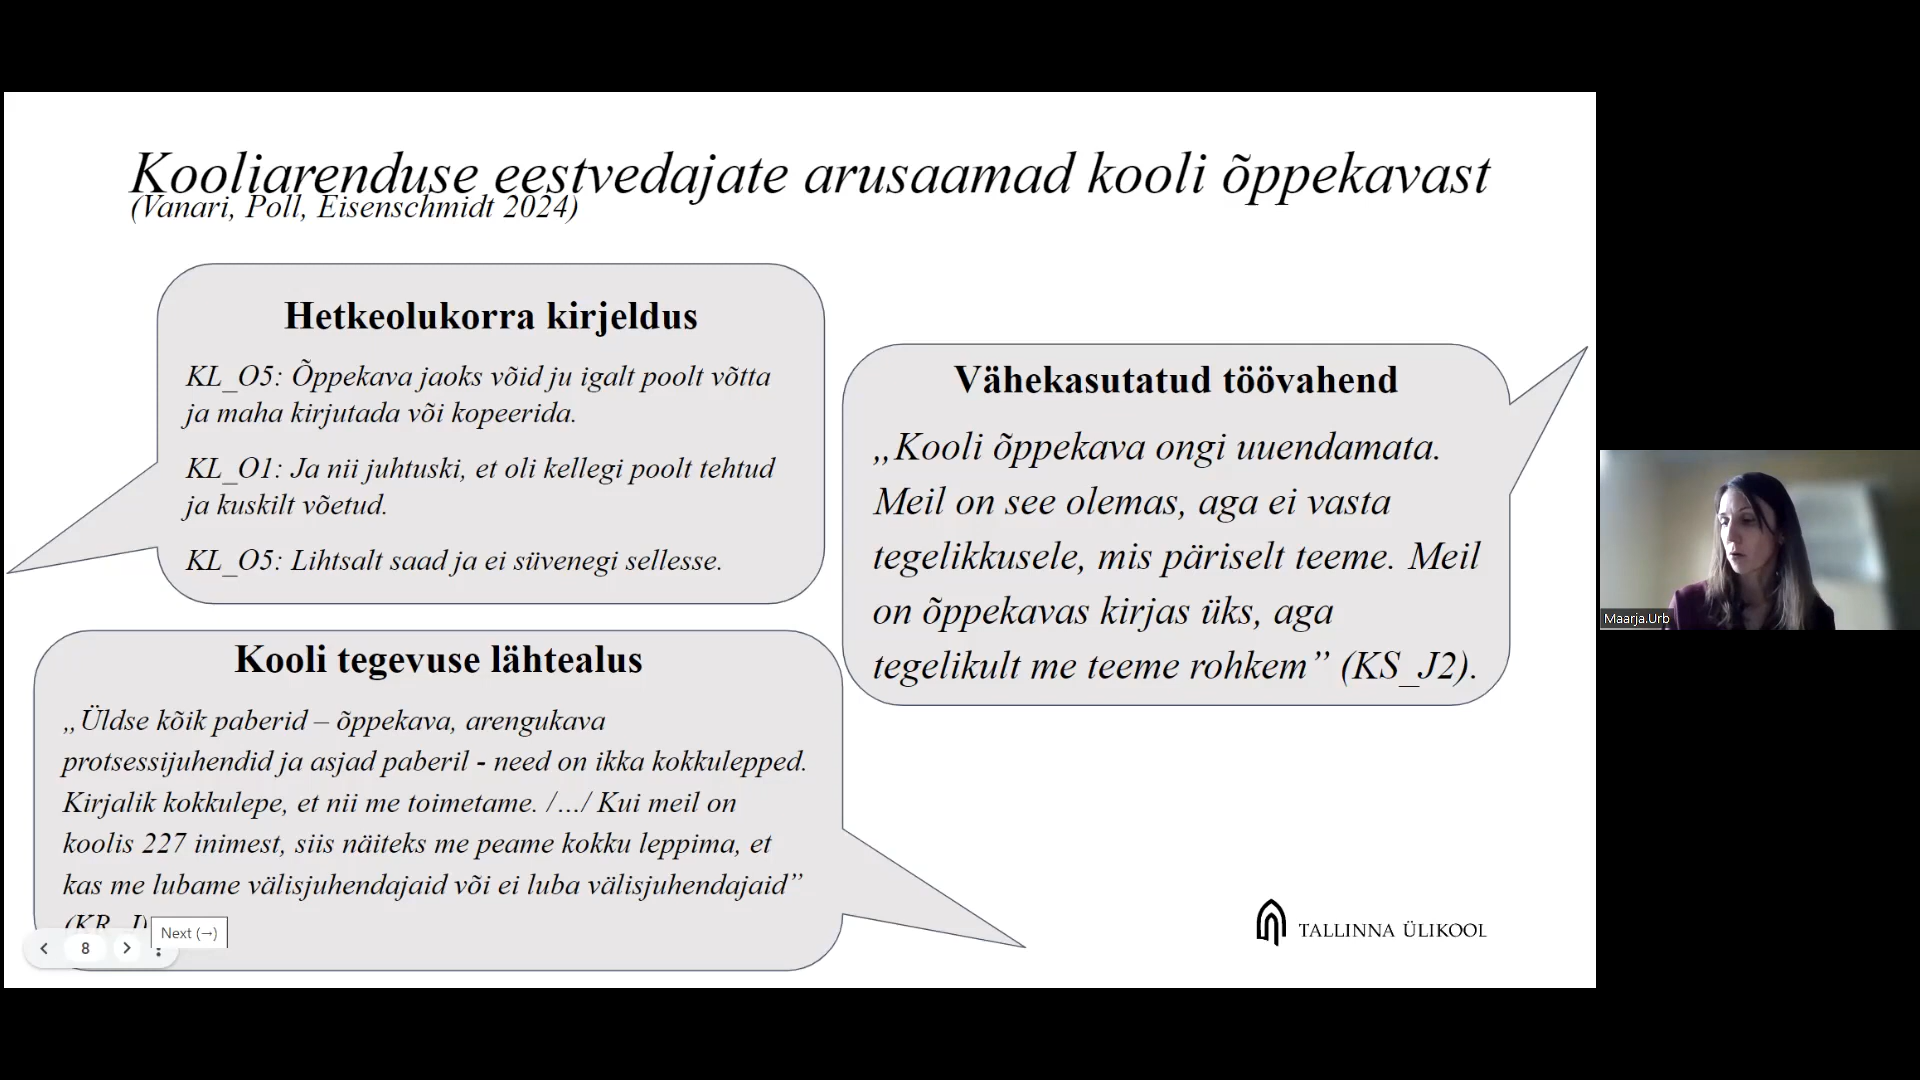 Kooliarenduse eestvedajate arusaamad kooli õppekavast
(Vanari, Poll, Eisenschmidt 2024)
Hetkeolukorra kirjeldus
KL_O5: Õppekava jaoks võid ju igalt poolt võtta
ja maha kirjutada või kopeerida.
KL_O1: Ja nii juhtuski, et oli kellegi poolt tehtud
ja kuskilt võetud.
KL_O5: Lihtsalt saad ja ei süvenegi sellesse.
Vähekasutatud töövahend
„Kooli õppekava ongi uuendamata.
Meil on see olemas, aga ei vasta
tegelikkusele, mis päriselt teeme. Meil
on õppekavas kirjas üks, aga
tegelikult me teeme rohkem” (KS_J2).
Kooli tegevuse lähtealus
„Üldse kõik paberid – õppekava, arengukava
protsessijuhendid ja asjad paberil - need on ikka kokkulepped.
Kirjalik kokkulepe, et nii me toimetame. /…/ Kui meil on
koolis 227 inimest, siis näiteks me peame kokku leppima, et
kas me lubame välisjuhendajaid või ei luba välisjuhendajaid”
8
Next (→)
TALLINNA ÜLIKOOL
Maarja.Urb